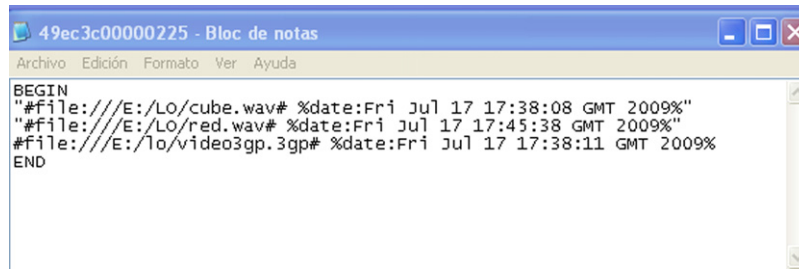 49ec3c00000225 - Bloc de notas
Archivo Edición Formato Ver Ayuda
BEGIN
"#file:///E:/LO/cube.wav# %date:Fri Jul 17 17:38:08 GMT 2009%"
"#file:///E:/LO/red.wav# %date:Fri Jul 17 17:45:38 GMT 2009%"
#file:///E:/lo/video3gp.3gp# %date:Fri Jul 17 17:38:11 GMT 2009%
END